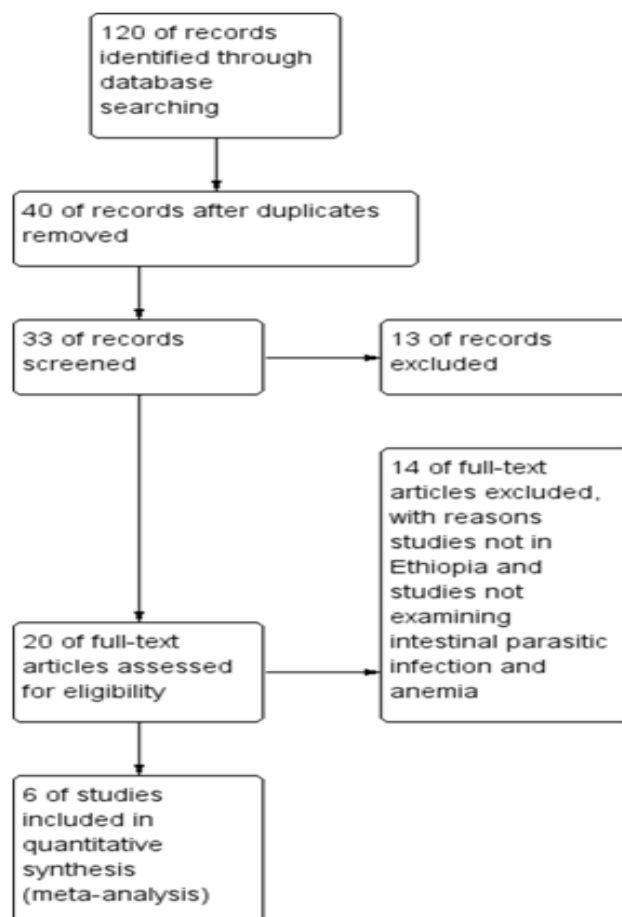 120 of records
identified through
database
searching
40 of records after duplicates
removed
33 of records
screened
13 of records
excluded
14 of full-text
articles excluded,
with reasons
studies not in
Ethiopia and
studies not
examining
intestinal parasitic
infection and
anemia
20 of full-text
articles assessed
for eligibility
6 of studies
included in
quantitative
synthesis
(meta-analysis)